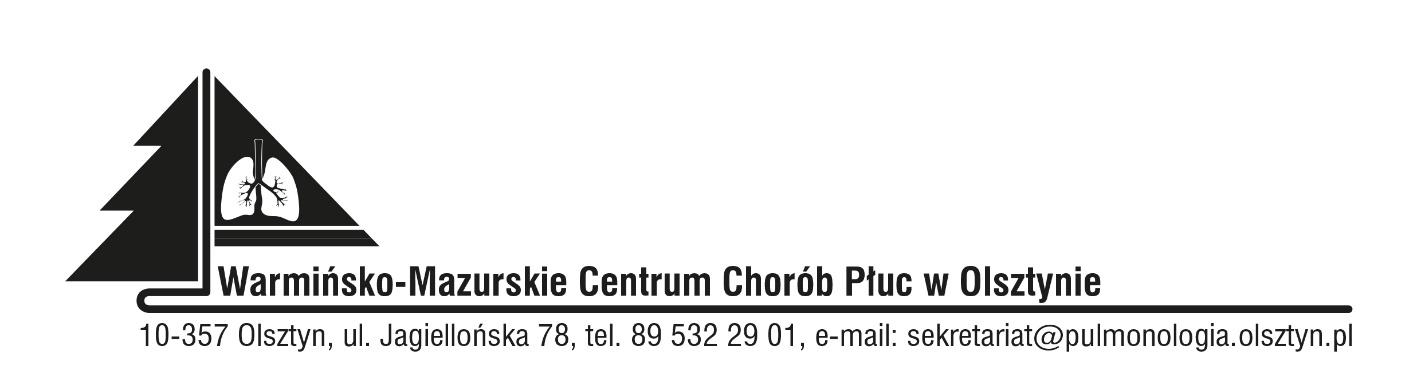 Warmińsko-Mazurskie Centrum Chorób Płuc w Olsztynie
10-357 Olsztyn, ul. Jagiellońska 78, tel. 89 532 29 01, e-mail: sekretariat@pulmonologia.olsztyn.pl